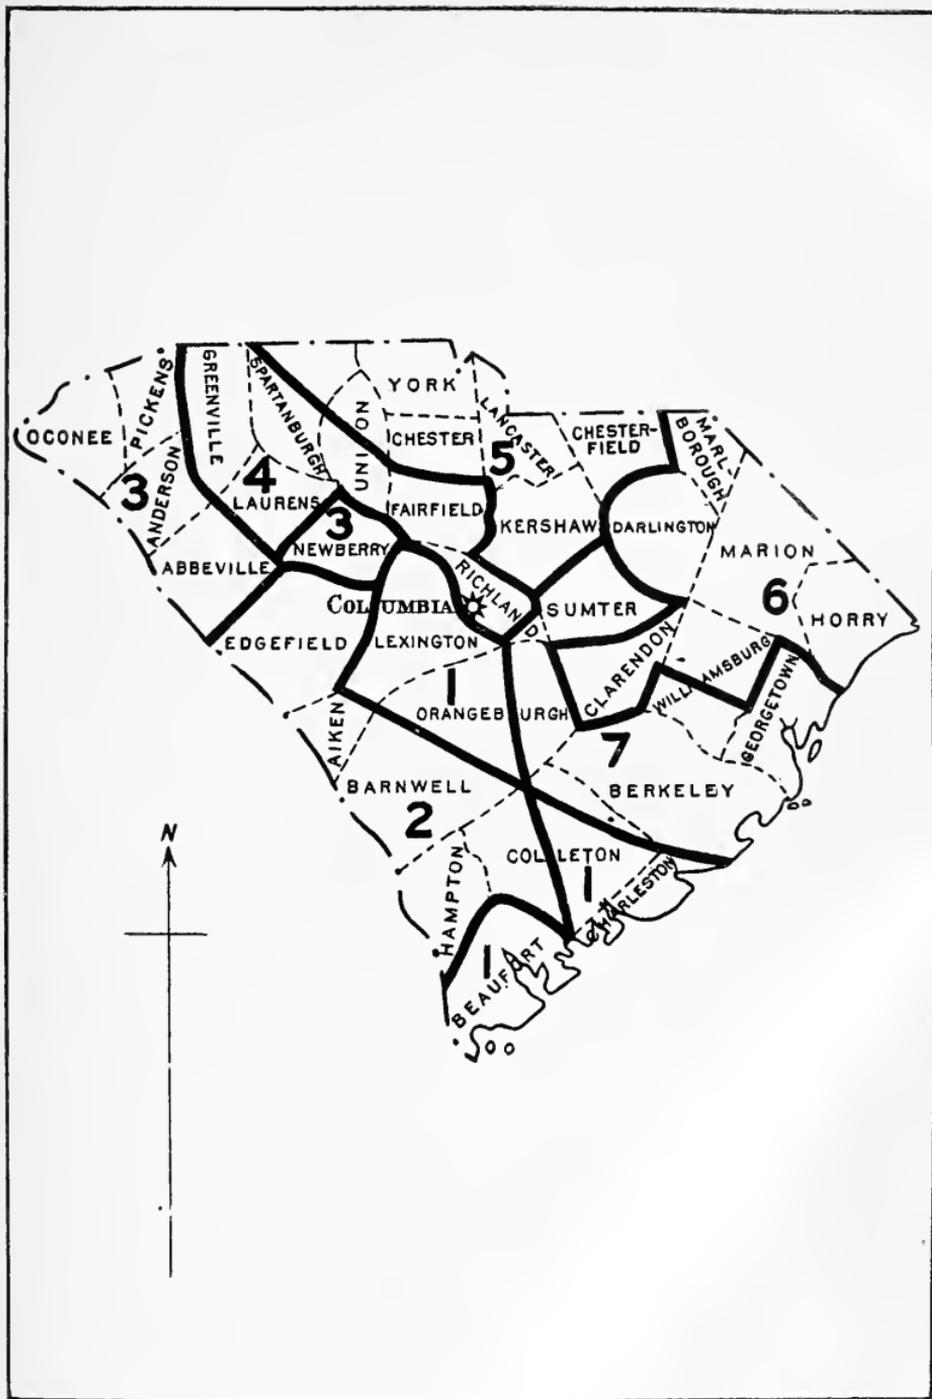 YORK
OCONEE
PICKENS
GREENVILLE
SPARTANBURGH
UNION
CHESTER
LANCASTER
CHESTER-
FIELD
MARL-
BOROUGH
5
4
3
ANDERSON
LAURENS
3
FAIRFIELD
KERSHAW
DARLINGTON
NEWBERRY
MARION
ABBEVILLE
RICHLAND
6
COLUMBIA
SUMTER
HORRY
EDGEFIELD
LEXINGTON
CLARENDON
WILLIAMSBURG
GEORGETOWN
1
ORANGEBURGH
AIKEN
7
BARNWELL
BERKELEY
2
N
COLLETON
HAMPTON
1
CHARLESTON
1
BEAUFORT